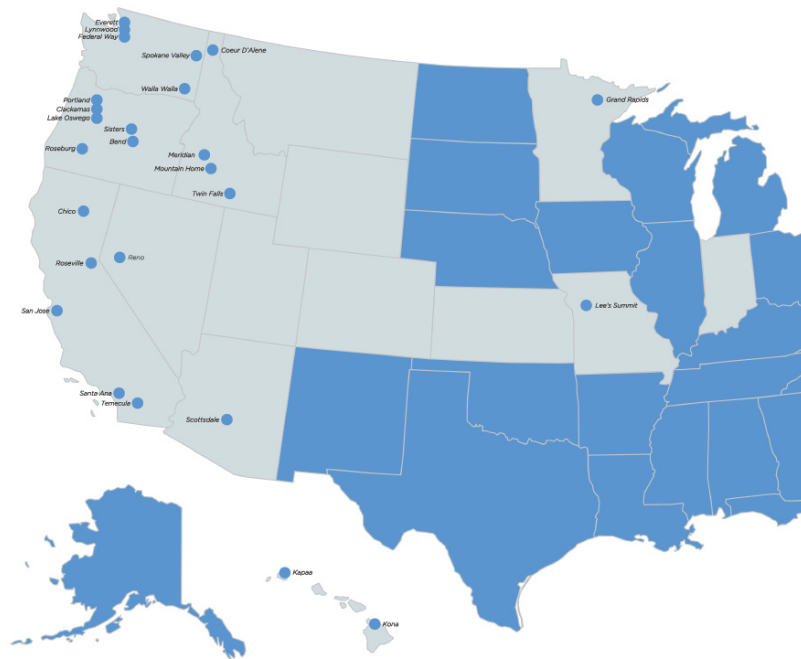 Everett
Lynnwood
Federal Way
Spokane Valley
Coeur D'Alene
Walla Walla
Portland
Clackamas
Lake Oswego
Sisters
Bend
Roseburg
Meridian
Mountain Home
Twin Falls
Chico
Roseville
Reno
San Jose
Santa Ana
Temecule
Scottsdale
Grand Rapids
Lee's Summit
Kapaa
Kona